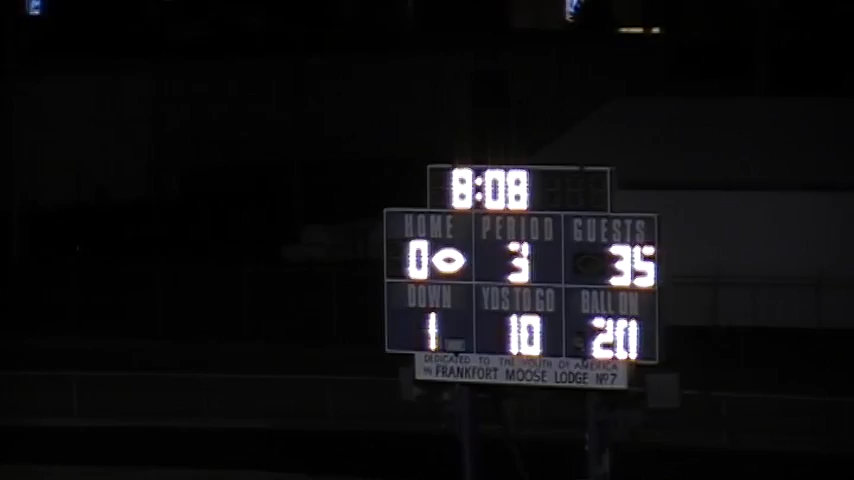 8:08
HOME PERIOD GUESTS
0 3 35
DOWN YDS TO GO BALL ON
1 10 20
DEDICATED TO THE YOUTH OF AMERICA
BY FRANKFORT MOOSE LODGE Nº7